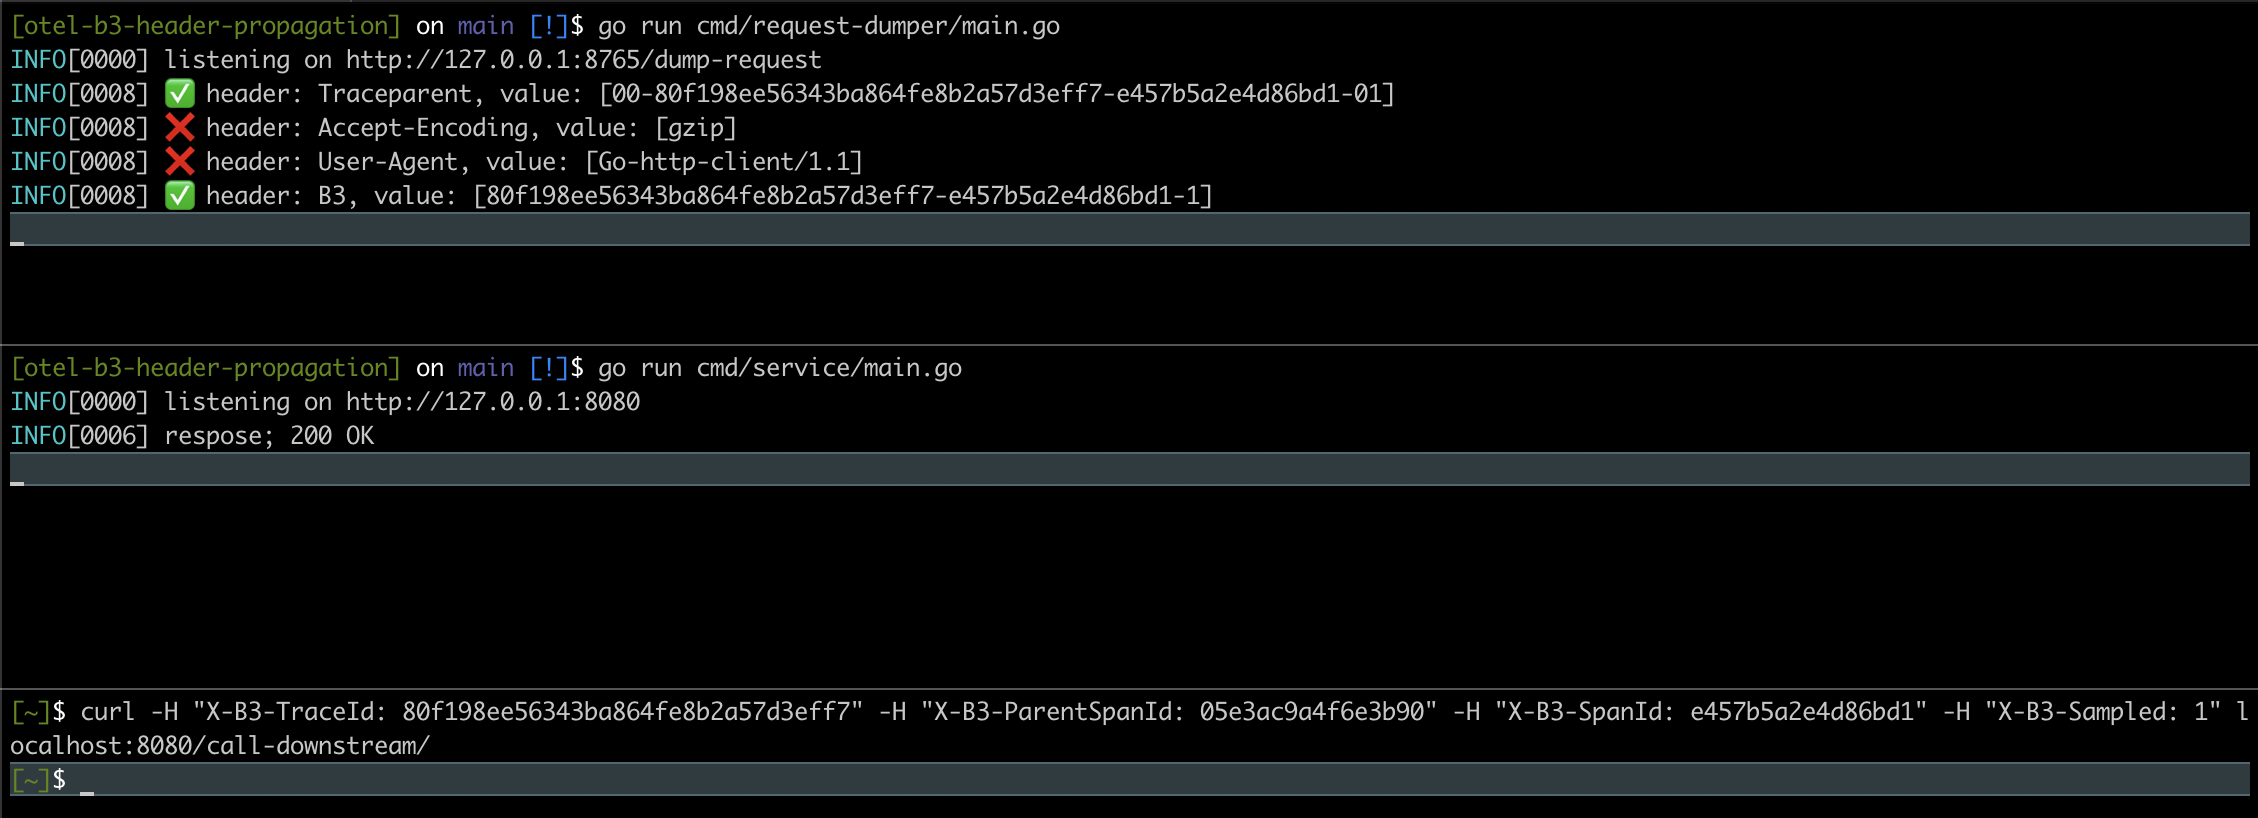 [otel-b3-header-propagation] on main [!]$ go run cmd/request-dumper/main.go
INFO[0000] listening on http://127.0.0.1:8765/dump-request
INFO[0008] ✅ header: Traceparent, value: [00-80f198ee56343ba864fe8b2a57d3eff7-e457b5a2e4d86bd1-01]
INFO[0008] ❌ header: Accept-Encoding, value: [gzip]
INFO[0008] ❌ header: User-Agent, value: [Go-http-client/1.1]
INFO[0008] ✅ header: B3, value: [80f198ee56343ba864fe8b2a57d3eff7-e457b5a2e4d86bd1-1]
[otel-b3-header-propagation] on main [!]$ go run cmd/service/main.go
INFO[0000] listening on http://127.0.0.1:8080
INFO[0006] respose; 200 OK
[~]$ curl -H "X-B3-TraceId: 80f198ee56343ba864fe8b2a57d3eff7" -H "X-B3-ParentSpanId: 05e3ac9a4f6e3b90" -H "X-B3-SpanId: e457b5a2e4d86bd1" -H "X-B3-Sampled: 1" l
ocalhost:8080/call-downstream/
[~]$